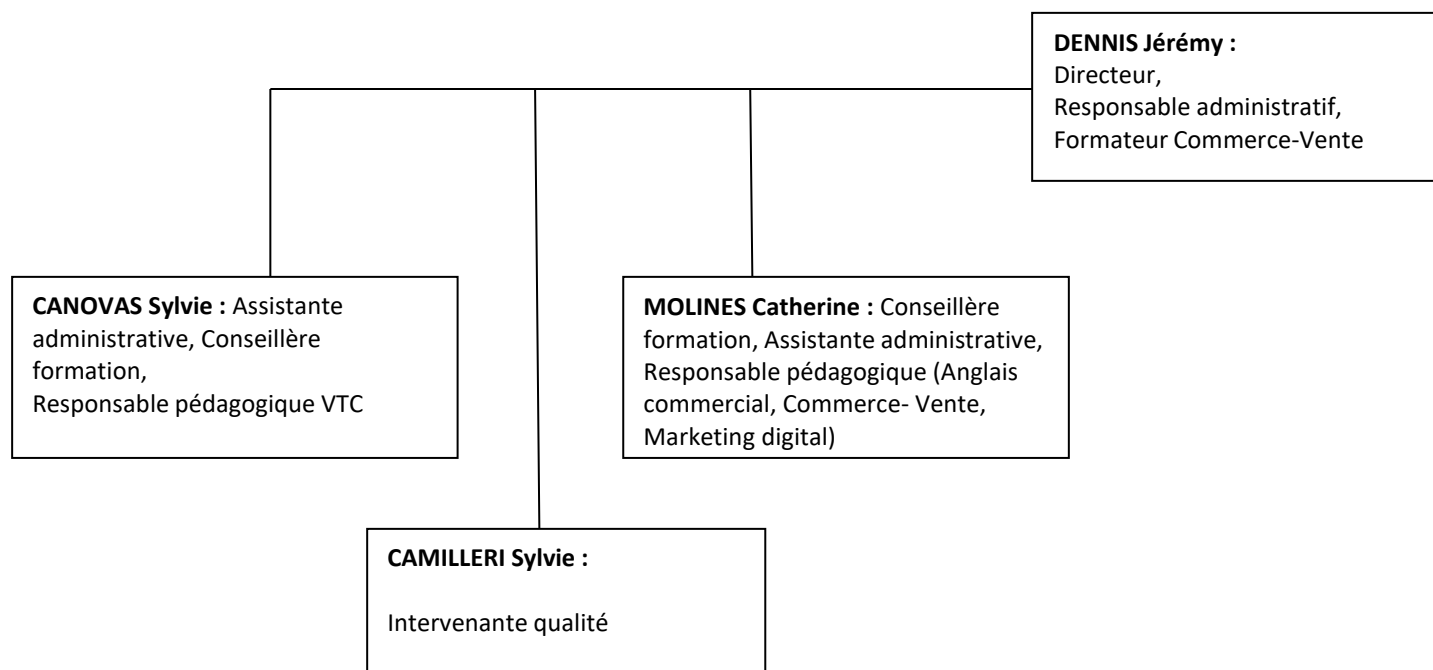 DENNIS Jérémy :
Directeur,
Responsable administratif,
Formateur Commerce-Vente
CANOVAS Sylvie : Assistante
administrative, Conseillère
formation,
Responsable pédagogique VTC
MOLINES Catherine : Conseillère
formation, Assistante administrative,
Responsable pédagogique (Anglais
commercial, Commerce- Vente,
Marketing digital)
CAMILLERI Sylvie :
Intervenante qualité